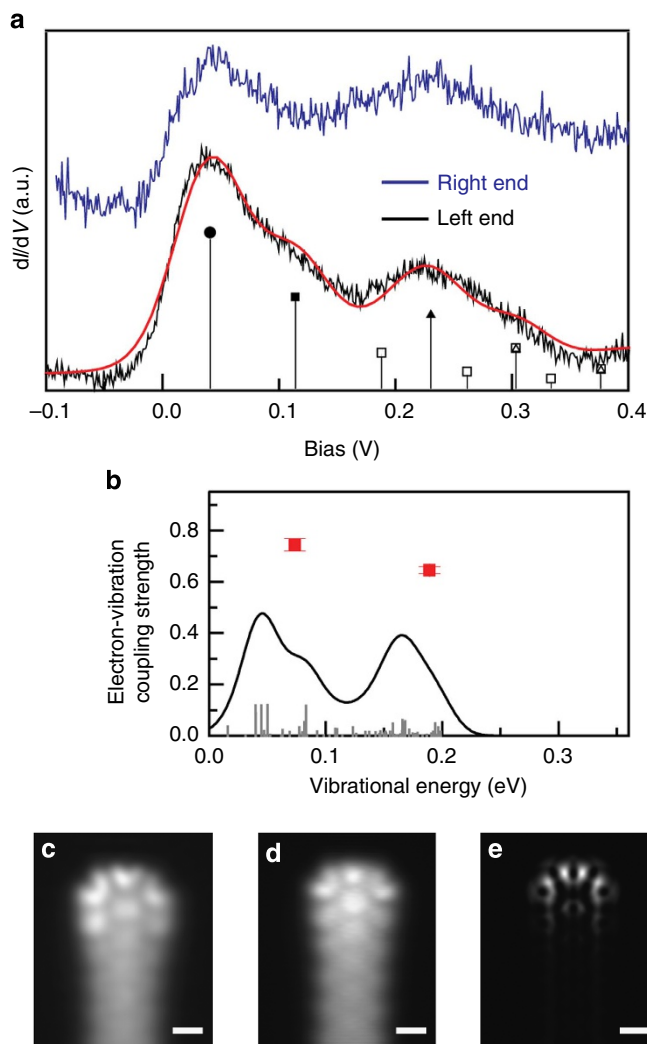 a
dI/dV (a.u.)
Right end
Left end
–0.1 0.0 0.1 0.2 0.3 0.4
Bias (V)
b
Electron-vibration
coupling strength
0.8
0.6
0.4
0.2
0.0
0.0 0.1 0.2 0.3
Vibrational energy (eV)
c d e